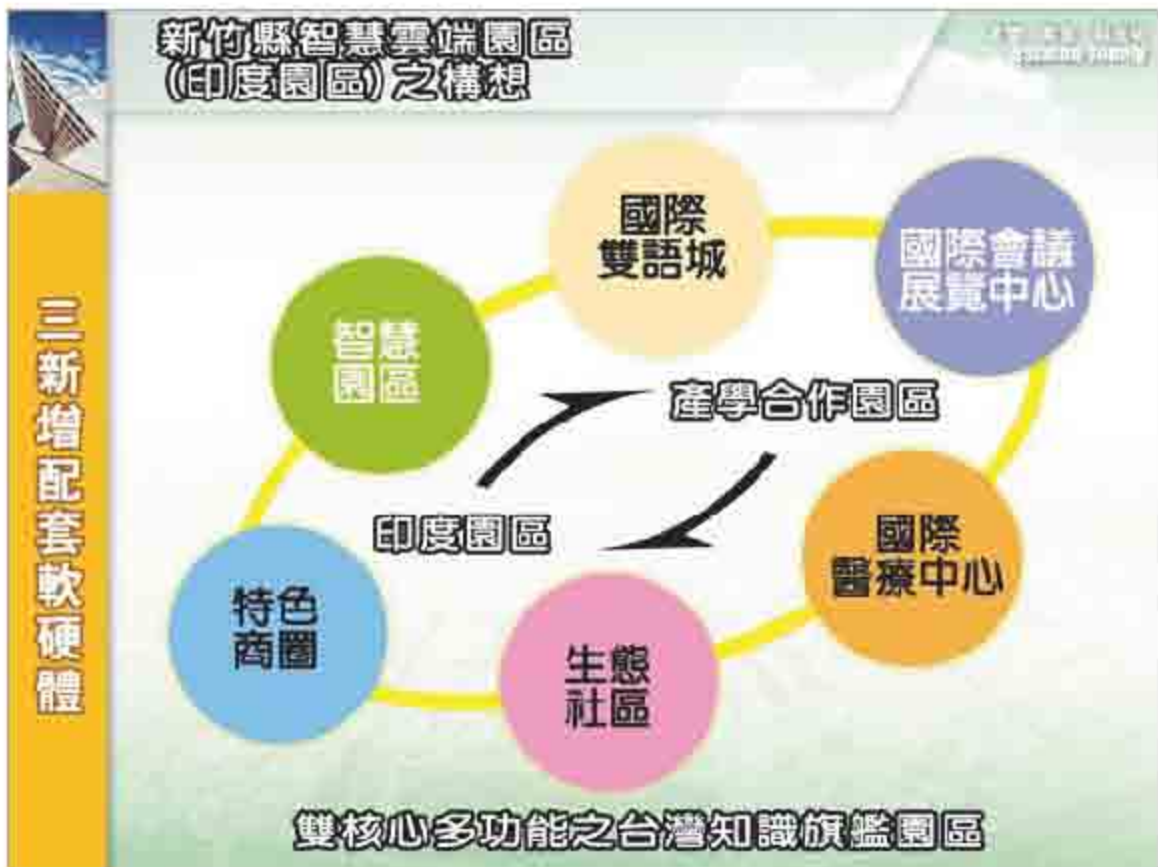 新竹縣智慧雲端園區
(印度園區)之構想
三新增配套軟硬體
國際
雙語城
國際會議
展覽中心
智慧
園區
產學合作園區
印度園區
國際
醫療中心
特色
商圈
生態
社區
雙核心多功能之台灣知識旗艦園區